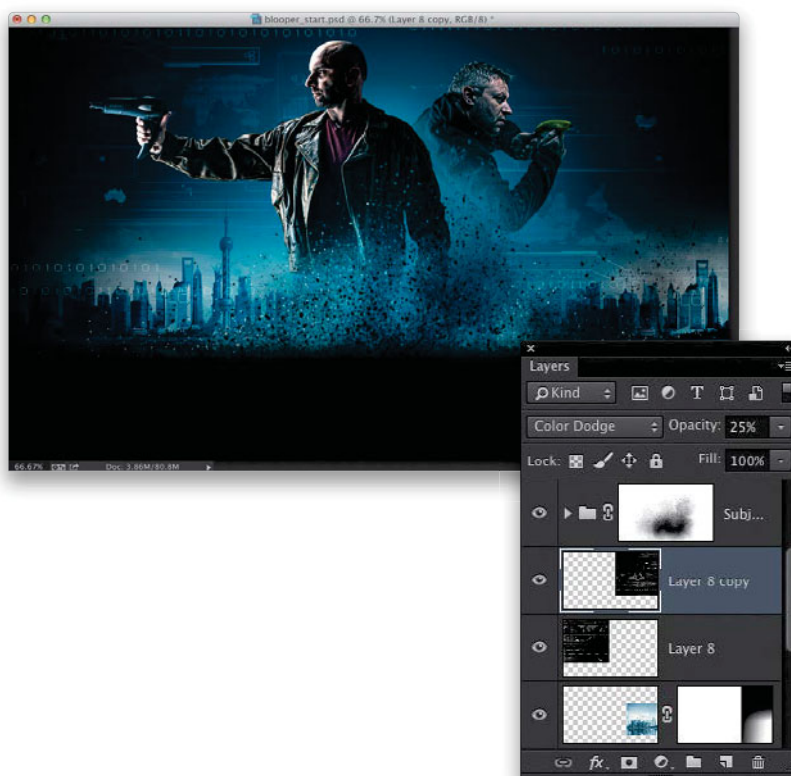 blooper_start.psd @ 66.7% (Layer 8 copy, RGB/8) *
66.67%
Doc: 3.86M/80.8M
Layers
Kind
T
Color Dodge
Opacity: 25%
Lock:
Fill: 100%
Subj...
Layer 8 copy
Layer 8
fx